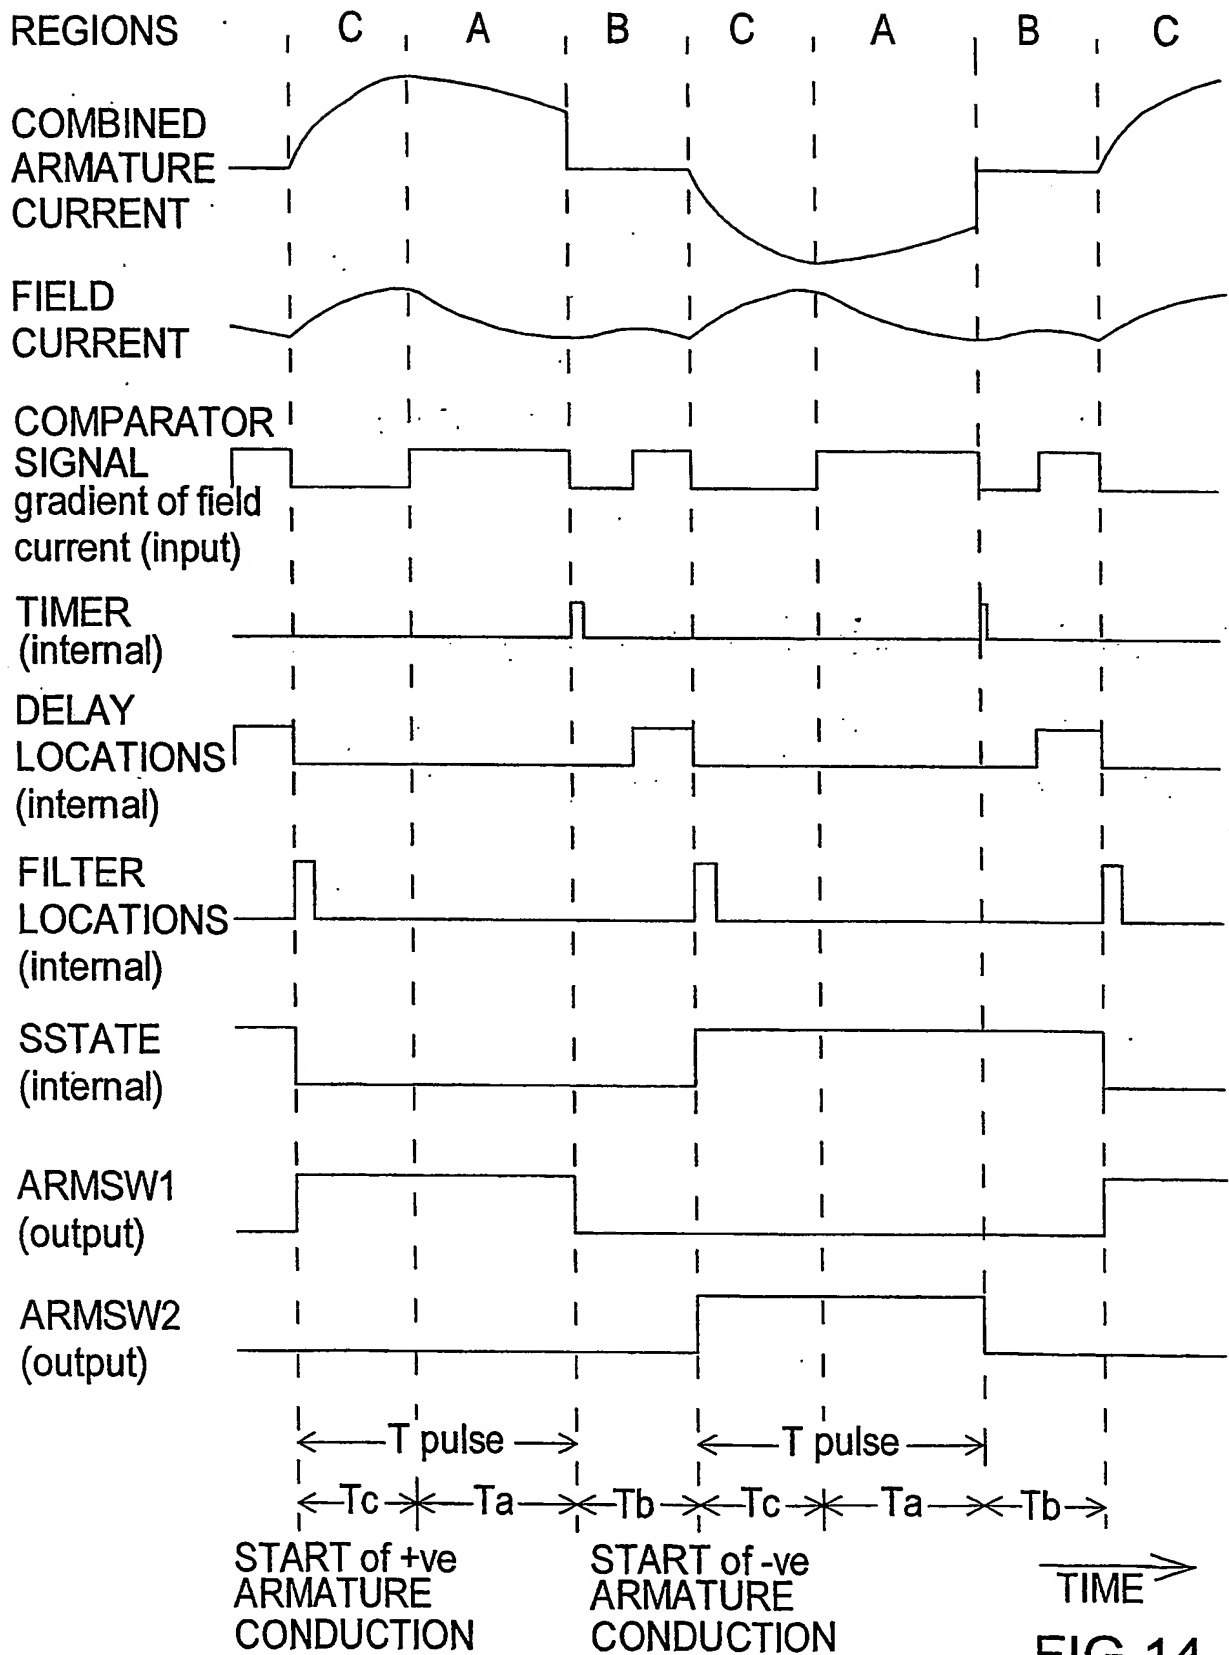 REGIONS C A B C A B C
COMBINED
ARMATURE
CURRENT
FIELD
CURRENT
COMPARATOR
SIGNAL
gradient of field
current (input)
TIMER
(internal)
DELAY
LOCATIONS
(internal)
FILTER
LOCATIONS
(internal)
SSTATE
(internal)
ARMSW1
(output)
ARMSW2
(output)
T pulse T pulse
Tc Ta Tb Tc Ta Tb
START of +ve
ARMATURE
CONDUCTION
START of -ve
ARMATURE
CONDUCTION
TIME
FIG 14